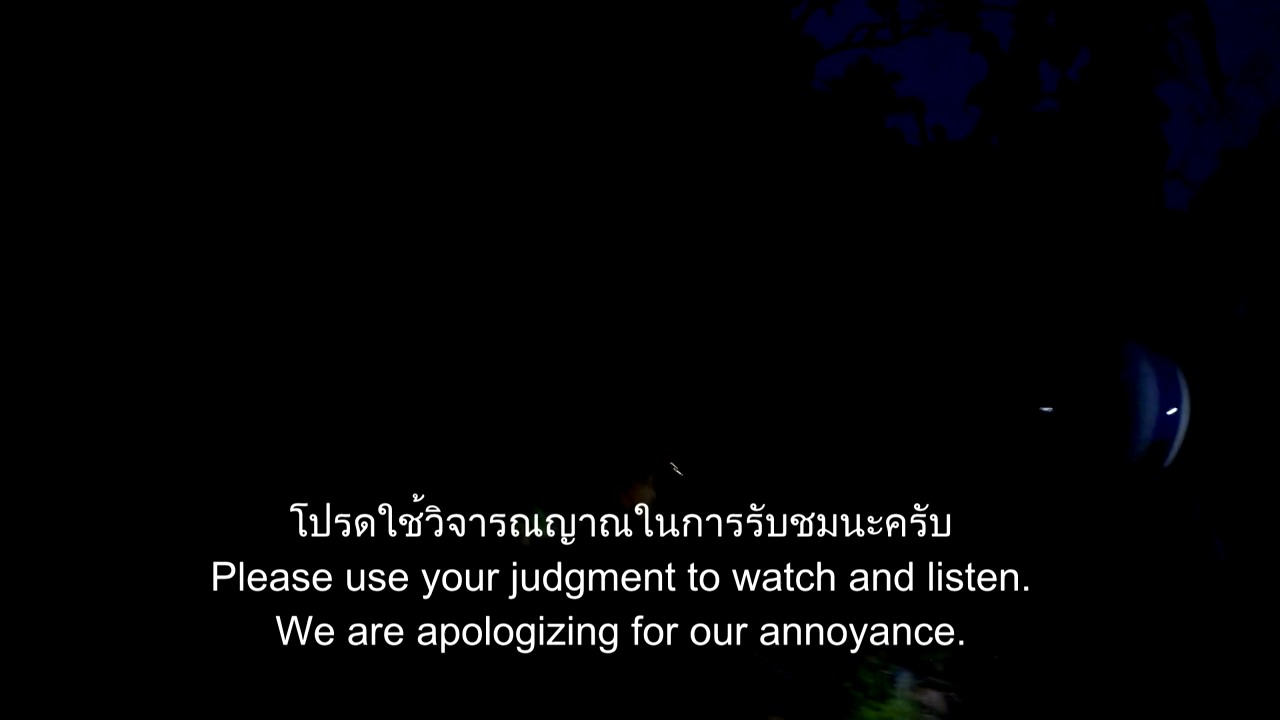 โปรดใช้วิจารณญาณในการรับชมนะครับ
Please use your judgment to watch and listen.
We are apologizing for our annoyance.